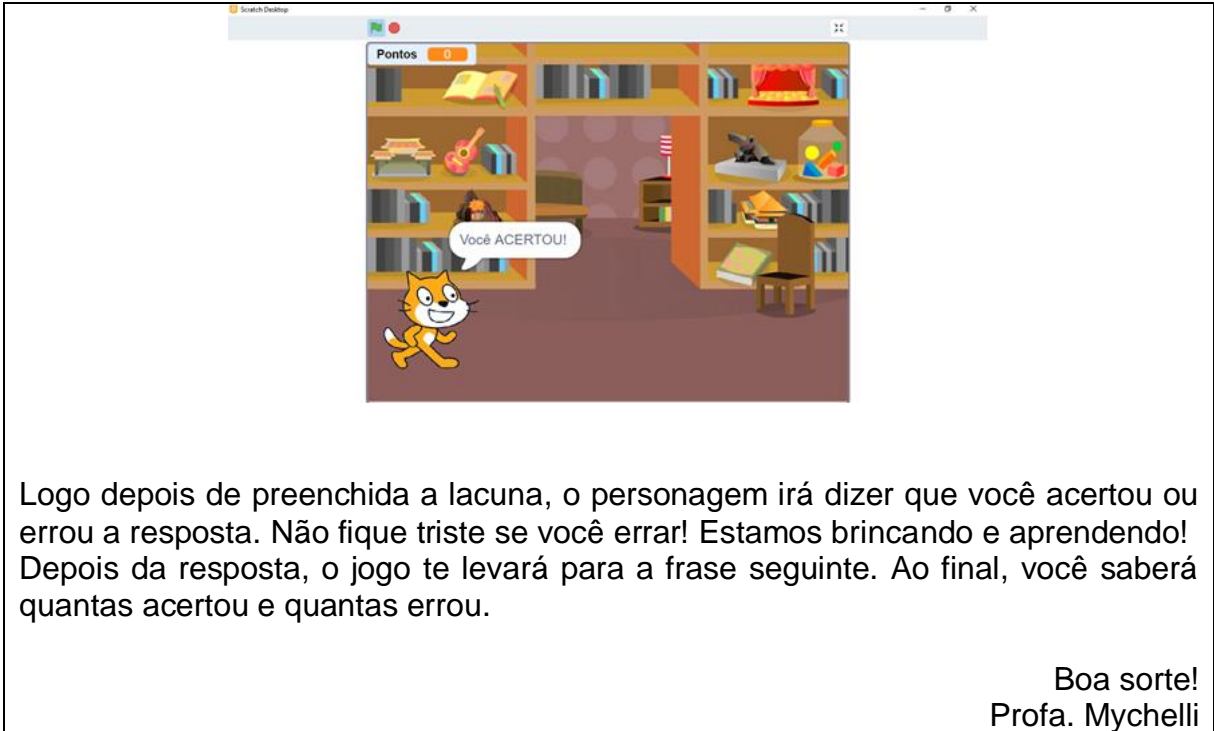 Scratch Desktop
Pontos 0
Você ACERTOU!
Logo depois de preenchida a lacuna, o personagem irá dizer que você acertou ou
errou a resposta. Não fique triste se você errar! Estamos brincando e aprendendo!
Depois da resposta, o jogo te levará para a frase seguinte. Ao final, você saberá
quantas acertou e quantas errou.
Boa sorte!
Profa. Mychelli